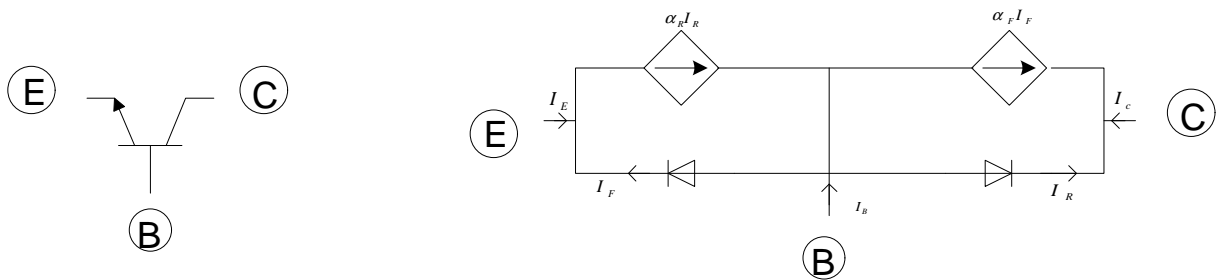 E
C
B
α_R I_R
α_F I_F
I_E
I_c
E
C
I_F
I_R
I_B
B